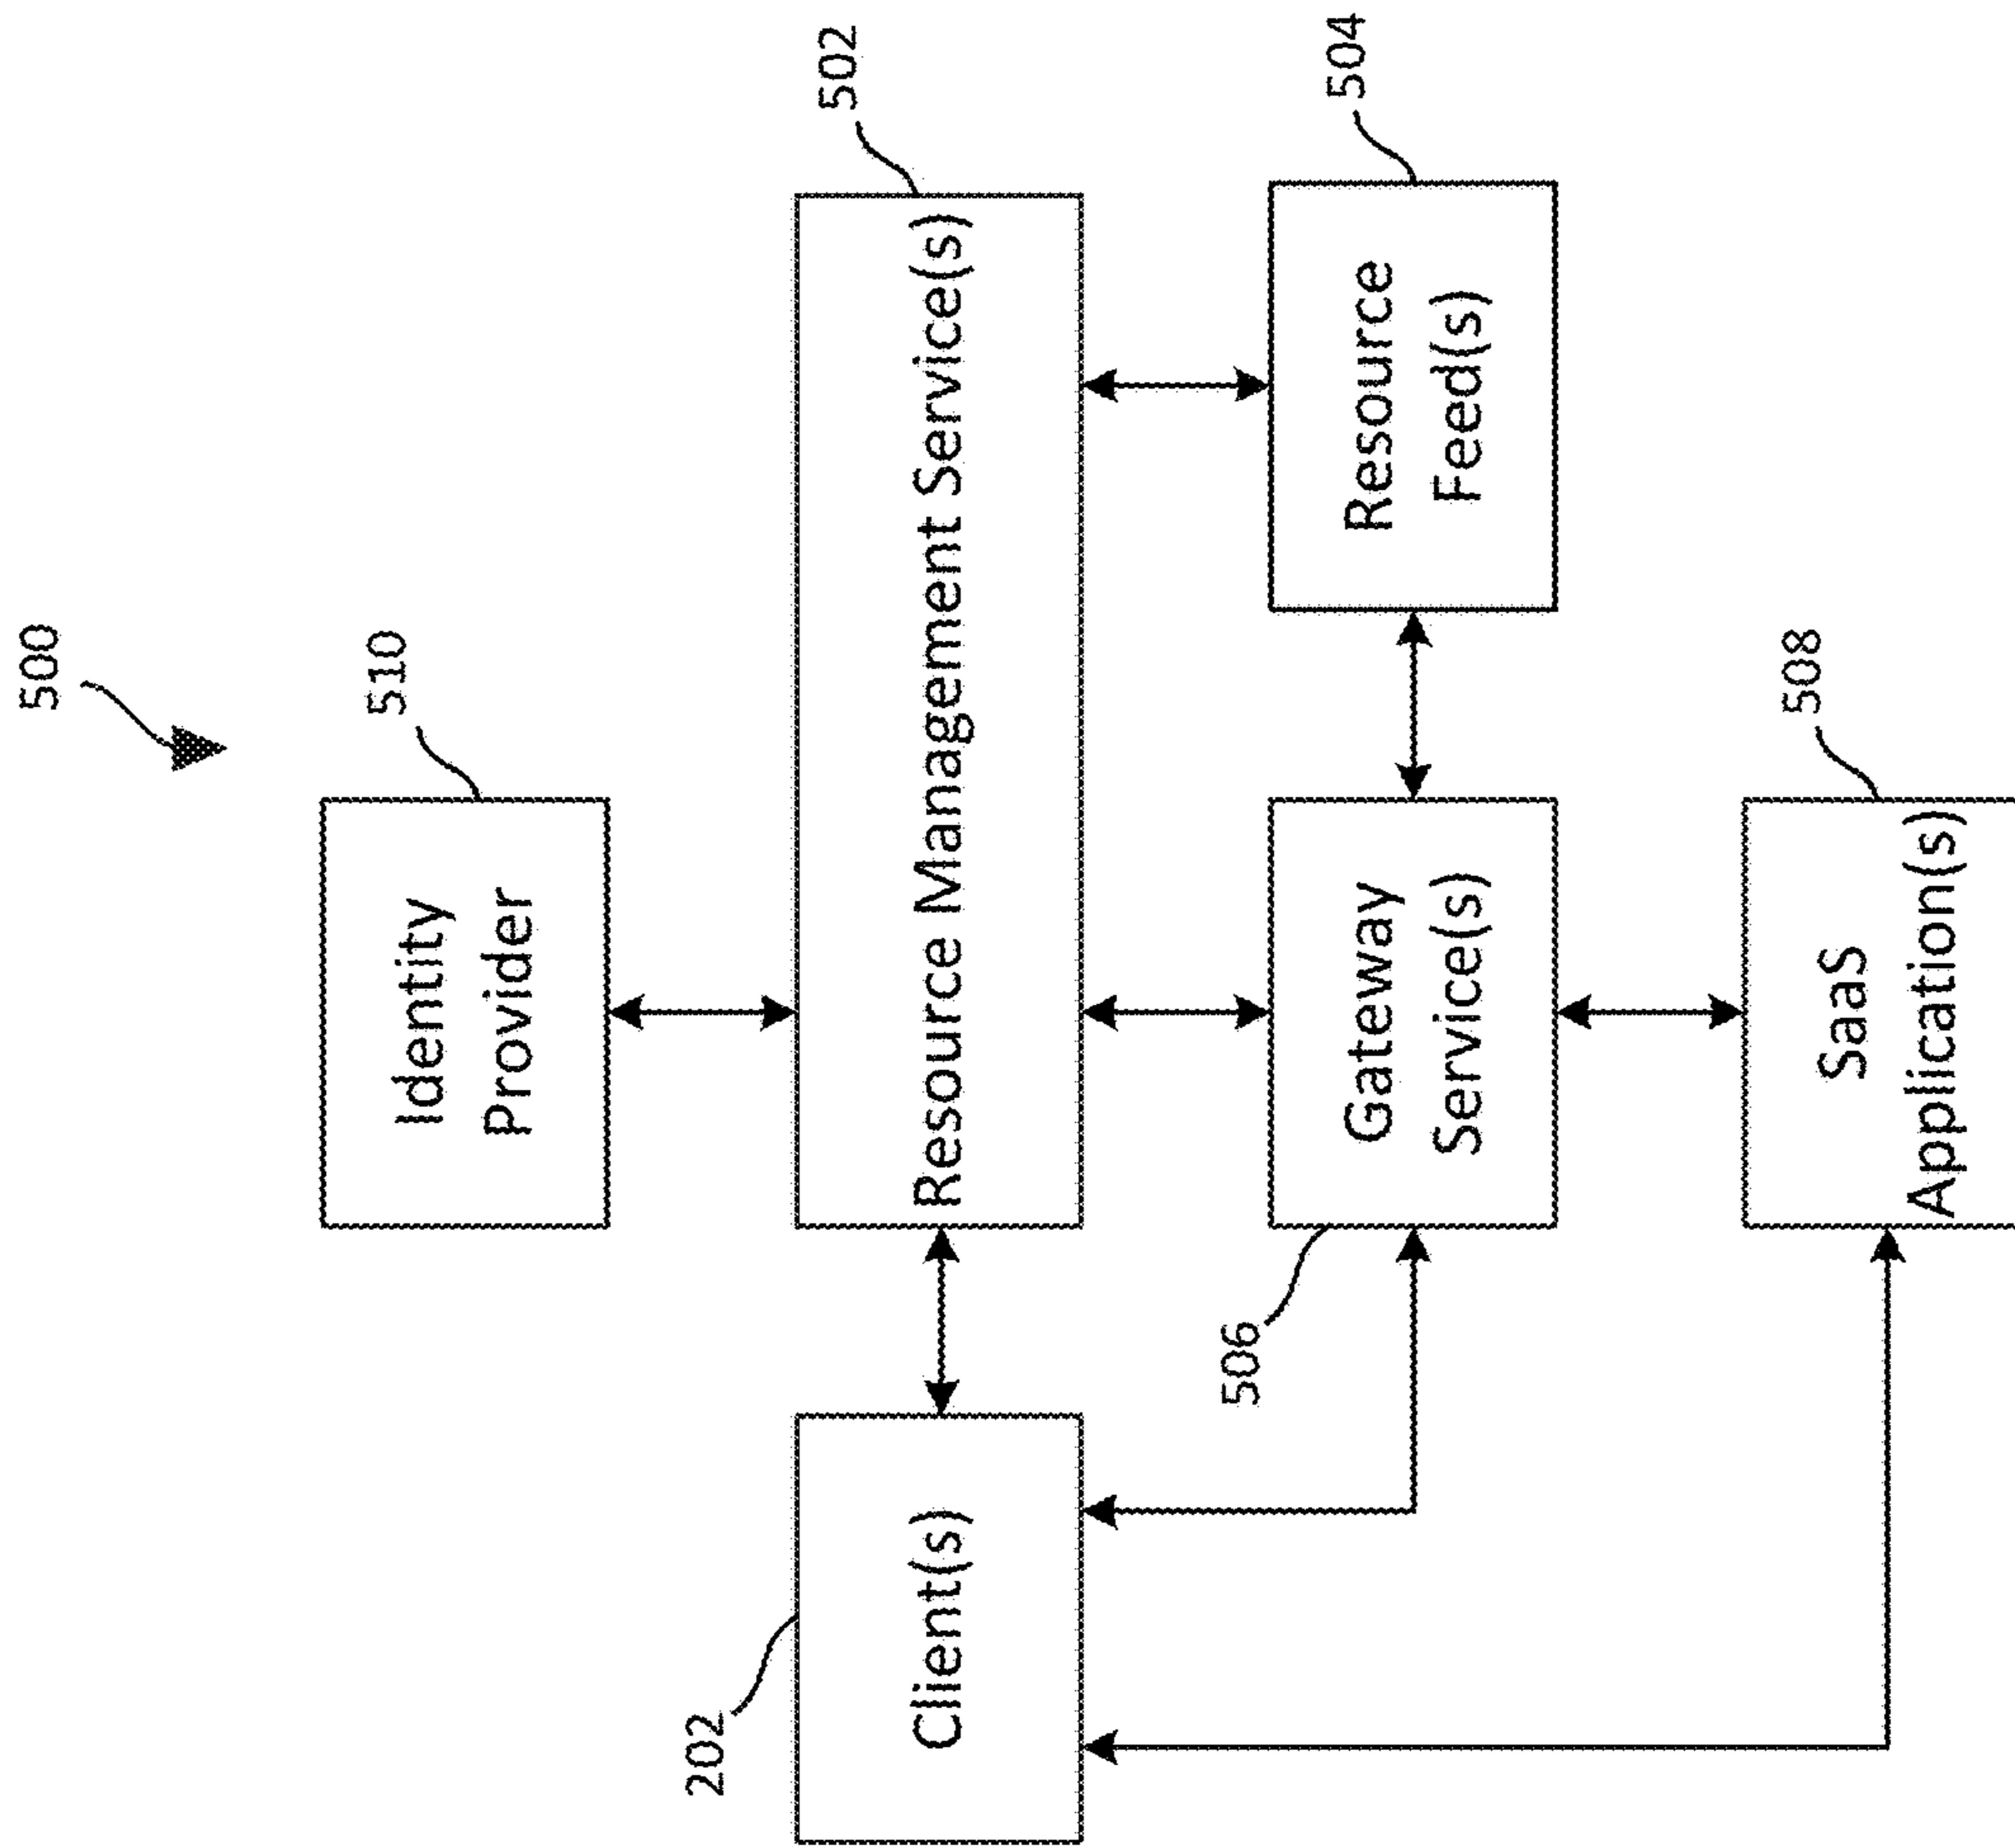 500
510
Identity
Provider
502
Resource Management Service(s)
202
Client(s)
504
Resource
Feed(s)
506
Gateway
Service(s)
508
SaaS
Application(s)